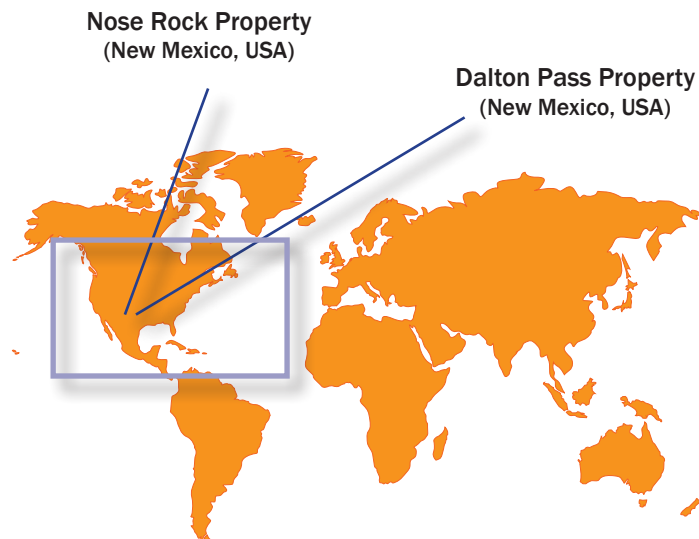 Nose Rock Property
(New Mexico, USA)
Dalton Pass Property
(New Mexico, USA)